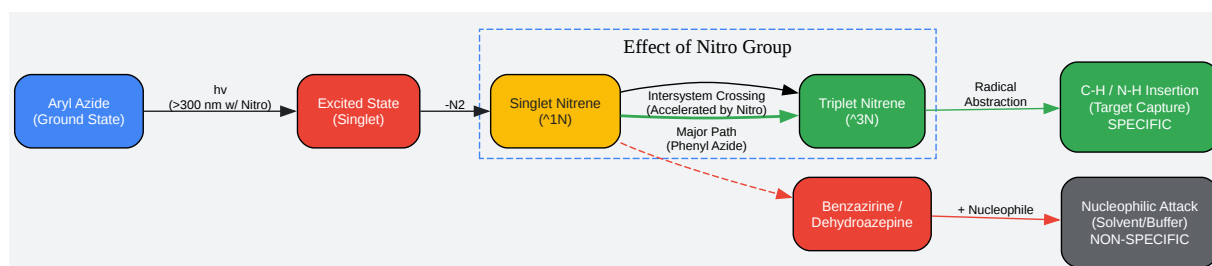 Effect of Nitro Group
Aryl Azide
(Ground State)
hν
(>300 nm w/ Nitro)
Excited State
(Singlet)
-N2
Singlet Nitrene
(^1N)
Intersystem Crossing
(Accelerated by Nitro)
Major Path
(Phenyl Azide)
Triplet Nitrene
(^3N)
Radical
Abstraction
C-H / N-H Insertion
(Target Capture)
SPECIFIC
Benzazirine /
Dehydroazepine
+ Nucleophile
Nucleophilic Attack
(Solvent/Buffer)
NON-SPECIFIC